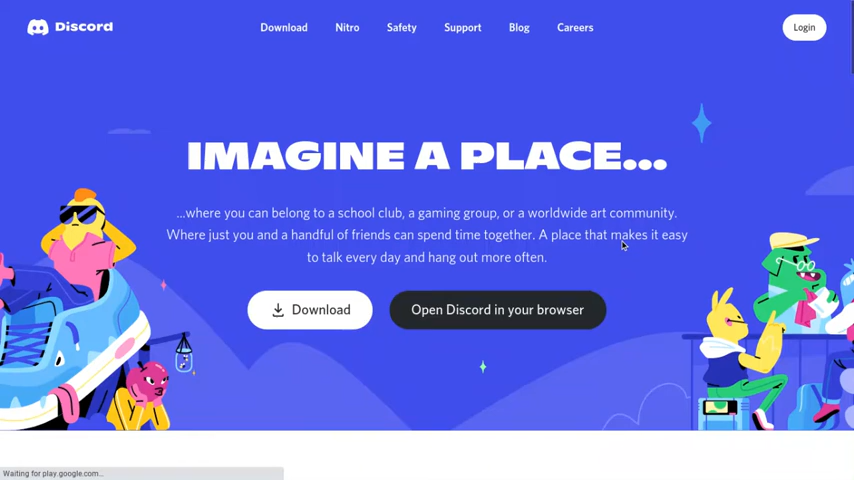 Discord
Download Nitro Safety Support Blog Careers
Login
IMAGINE A PLACE...
...where you can belong to a school club, a gaming group, or a worldwide art community.
Where just you and a handful of friends can spend time together. A place that makes it easy
to talk every day and hang out more often.
Download
Open Discord in your browser
Waiting for play.google.com...